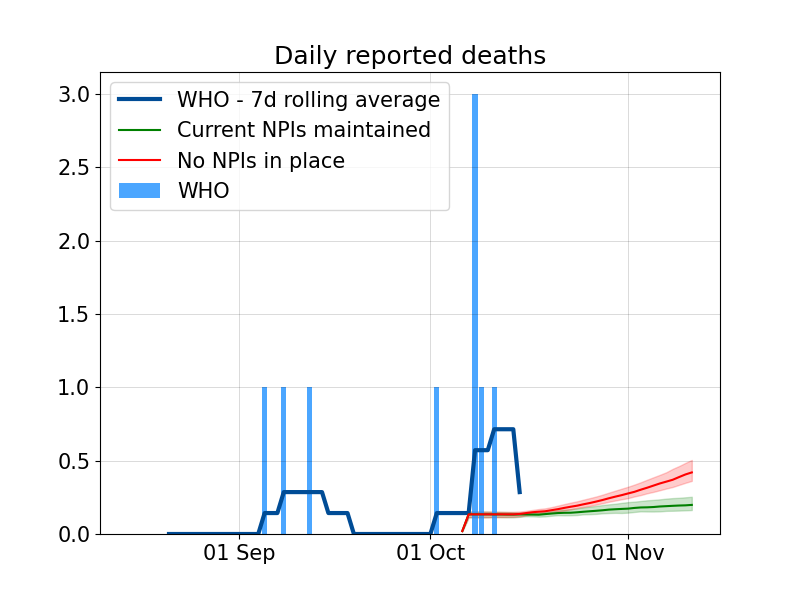 Daily reported deaths
WHO - 7d rolling average
Current NPIs maintained
No NPIs in place
WHO
3.0
2.5
2.0
1.5
1.0
0.5
0.0
01 Sep
01 Oct
01 Nov